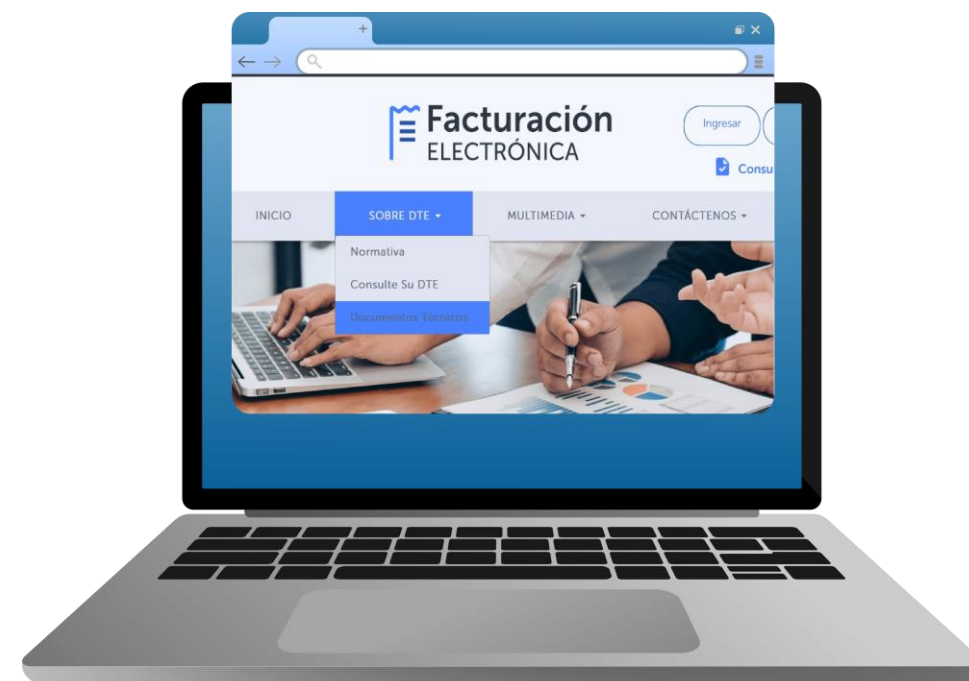 Facturación
ELECTRÓNICA
Ingresar
Consu
INICIO
SOBRE DTE
MULTIMEDIA
CONTÁCTENOS
Normativa
Consulte Su DTE
Documentos Técnicos